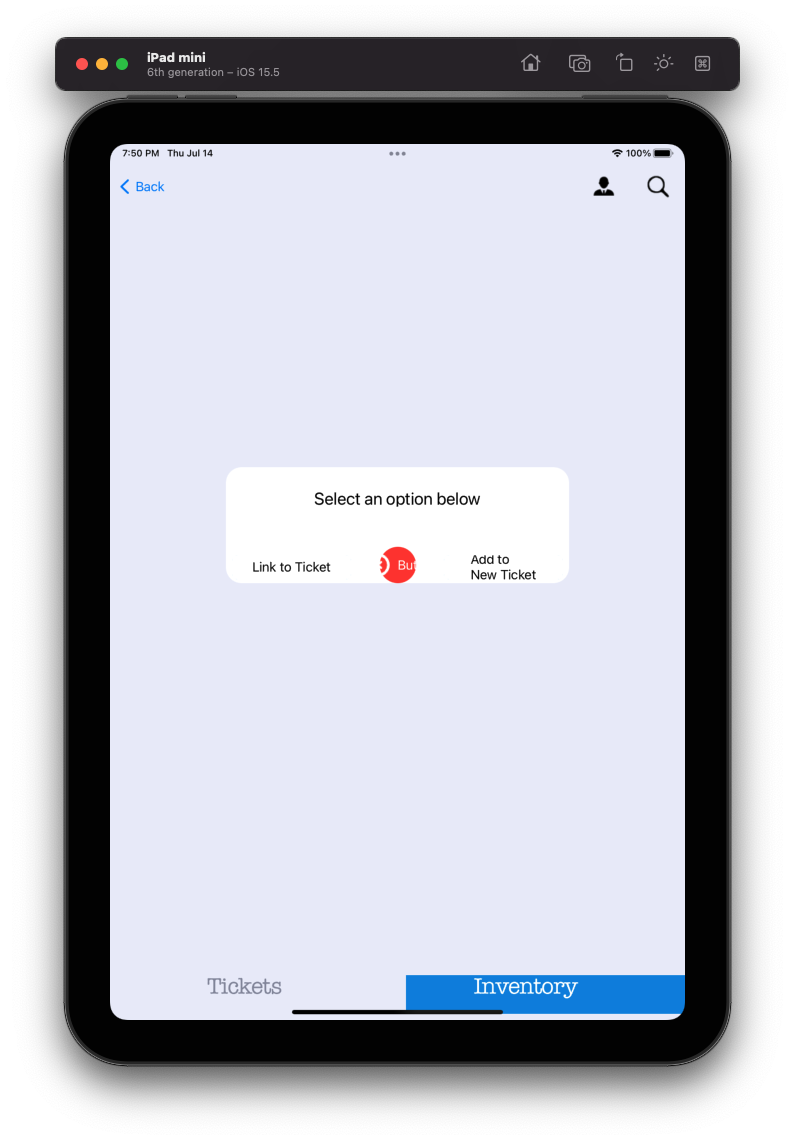 iPad mini
6th generation – iOS 15.5
7:50 PM Thu Jul 14
100%
Back
Select an option below
Link to Ticket
But
Add to
New Ticket
Tickets
Inventory